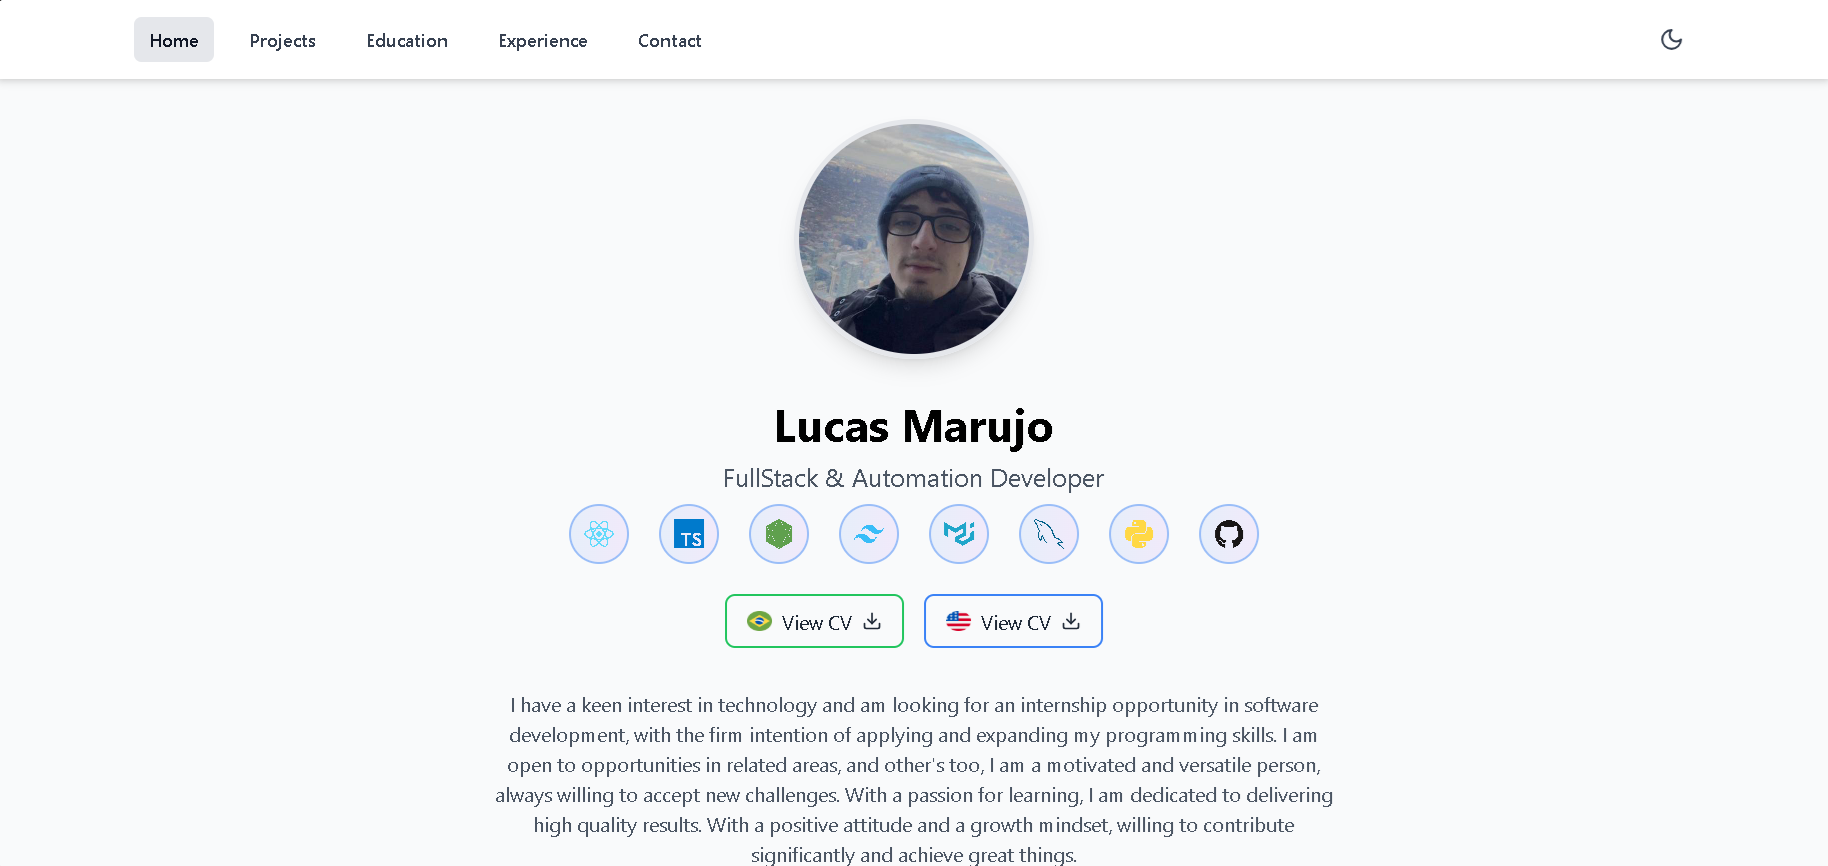 Home Projects Education Experience Contact
Lucas Marujo
FullStack & Automation Developer
TS
View CV View CV
I have a keen interest in technology and am looking for an internship opportunity in software
development, with the firm intention of applying and expanding my programming skills. I am
open to opportunities in related areas, and other's too, I am a motivated and versatile person,
always willing to accept new challenges. With a passion for learning, I am dedicated to delivering
high quality results. With a positive attitude and a growth mindset, willing to contribute
significantly and achieve great things.